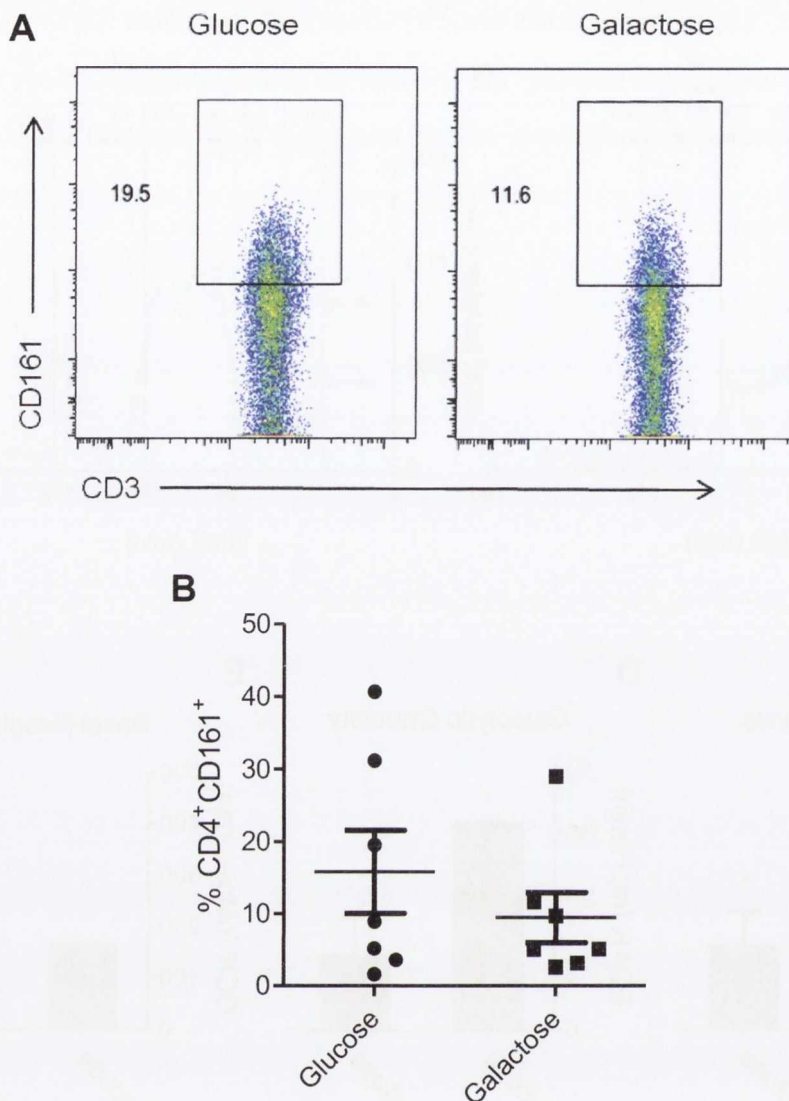 A
Glucose
Galactose
19.5
11.6
CD161
CD3
B
50
40
30
20
10
0
% CD4+CD161+
Glucose
Galactose